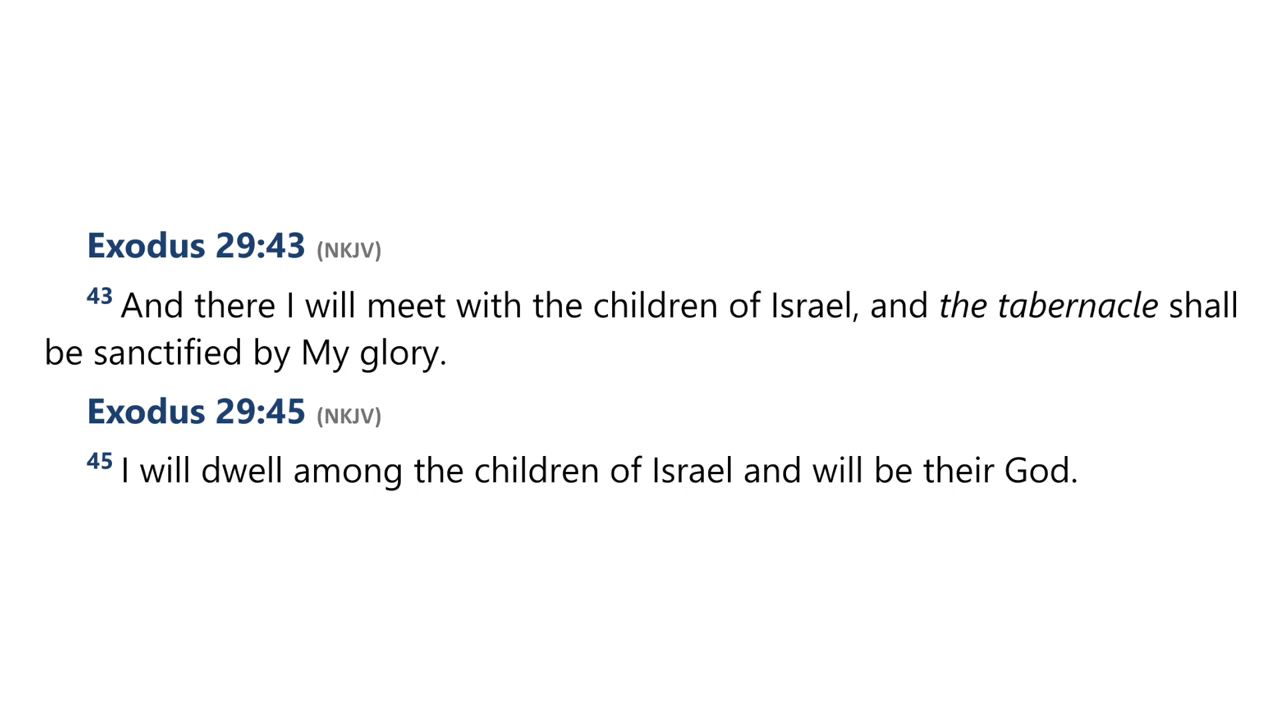 Exodus 29:43 (NKJV)
43 And there I will meet with the children of Israel, and the tabernacle shall
be sanctified by My glory.
Exodus 29:45 (NKJV)
45 I will dwell among the children of Israel and will be their God.